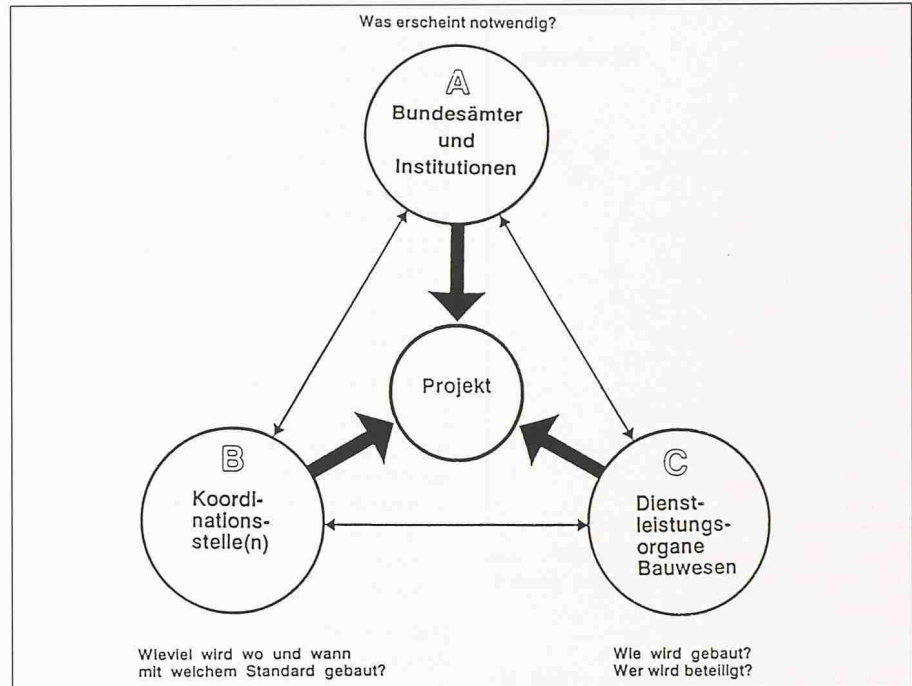 Was erscheint notwendig?
A
Bundesämter
und
Institutionen
Projekt
B
Koordi-
nations-
stelle(n)
C
Dienst-
leistungs-
organe
Bauwesen
Wieviel wird wo und wann
mit welchem Standard gebaut?
Wie wird gebaut?
Wer wird beteiligt?